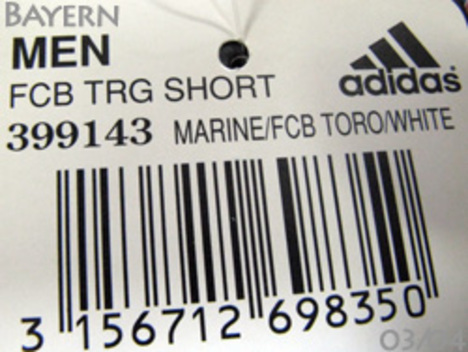 BAYERN
MEN
adidas
FCB TRG SHORT
399143 MARINE/FCB TORO/WHITE
3 156712 698350